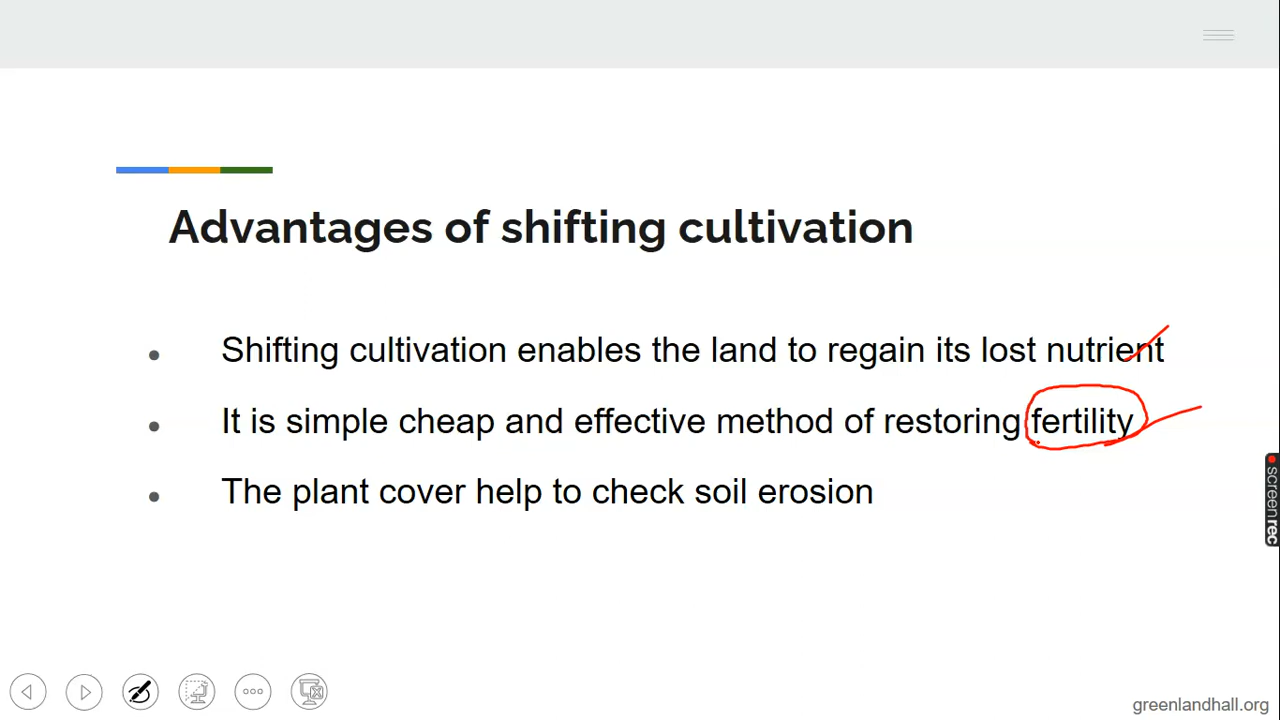 Advantages of shifting cultivation
Shifting cultivation enables the land to regain its lost nutrient
It is simple cheap and effective method of restoring fertility
The plant cover help to check soil erosion
screenrec
greenlandhall.org